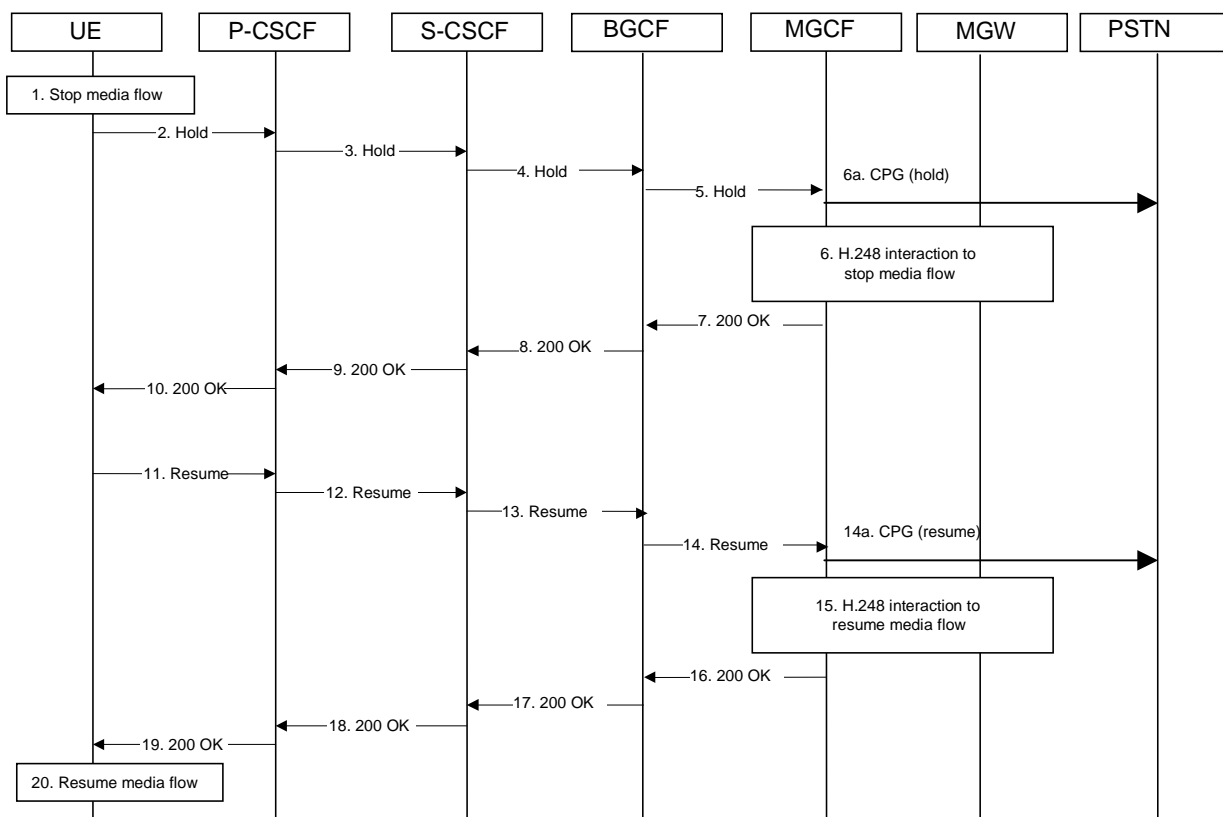 UE
P-CSCF
S-CSCF
BGCF
MGCF
MGW
PSTN
1. Stop media flow
2. Hold
3. Hold
4. Hold
5. Hold
6a. CPG (hold)
6. H.248 interaction to
stop media flow
7. 200 OK
8. 200 OK
9. 200 OK
10. 200 OK
11. Resume
12. Resume
13. Resume
14. Resume
14a. CPG (resume)
15. H.248 interaction to
resume media flow
16. 200 OK
17. 200 OK
18. 200 OK
19. 200 OK
20. Resume media flow